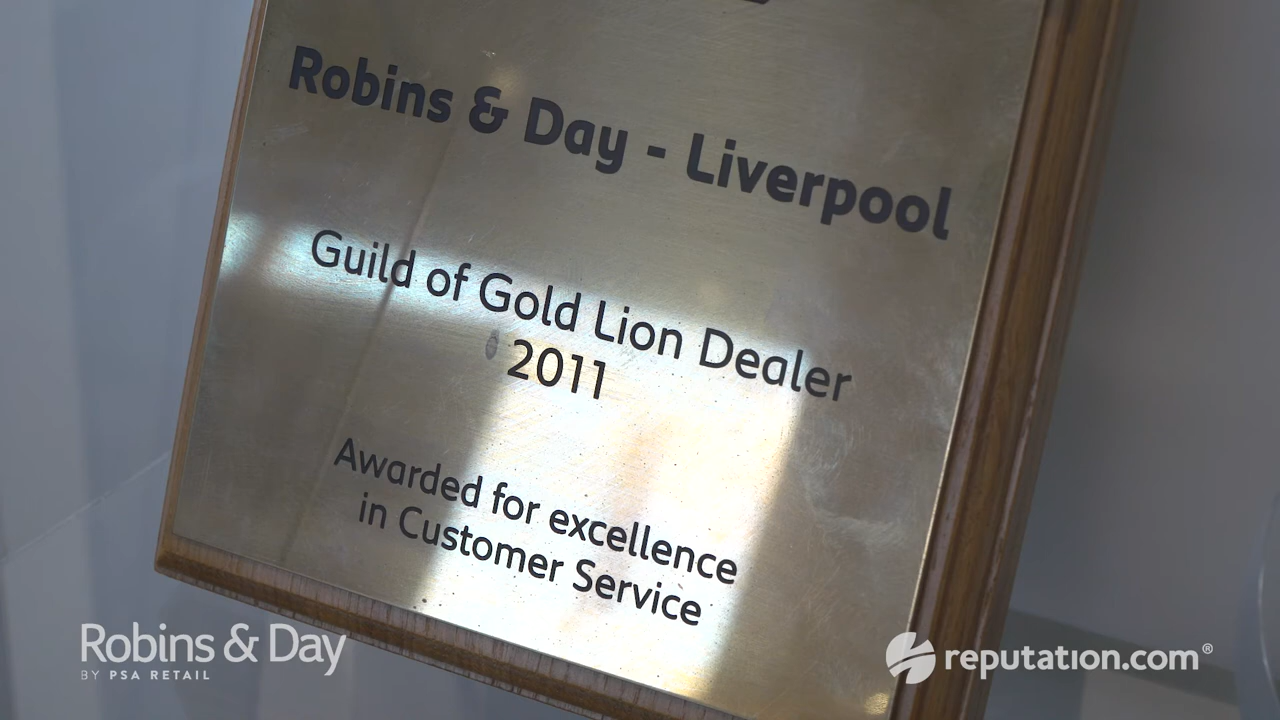 Robins & Day - Liverpool
Guild of Gold Lion Dealer
2011
Awarded for excellence
in Customer Service
Robins & Day
BY PSA RETAIL
reputation.com®